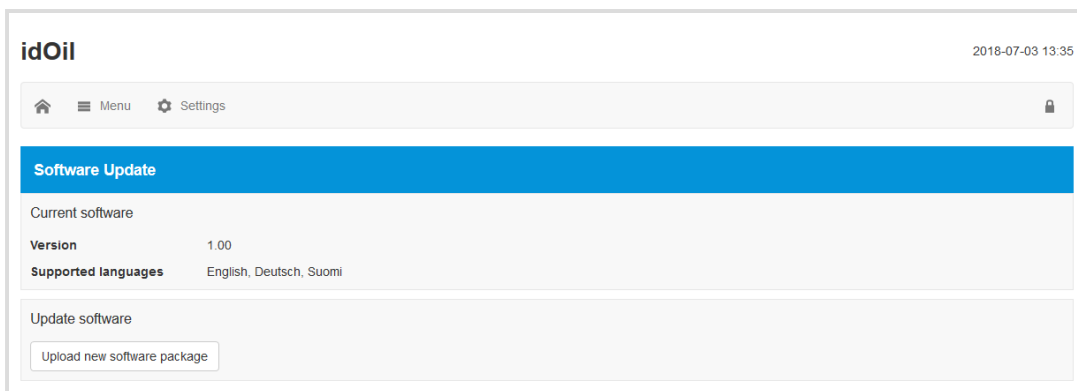 idOil
2018-07-03 13:35
Menu Settings
Software Update
Current software
Version 1.00
Supported languages English, Deutsch, Suomi
Update software
Upload new software package